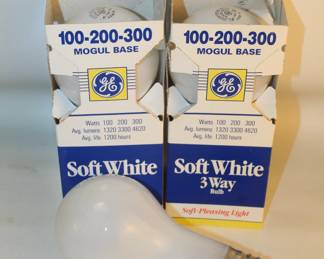 100-200-300
MOGUL BASE
GE
Watts 100 200 300
Avg. lumens 1320 3300 4620
Avg. life 1200 hours
Soft White
100-200-300
MOGUL BASE
GE
Watts 100 200 300
Avg. lumens 1320 3300 4620
Avg. life 1200 hours
Soft White
3 Way
Bulb
Soft-Pleasing Light